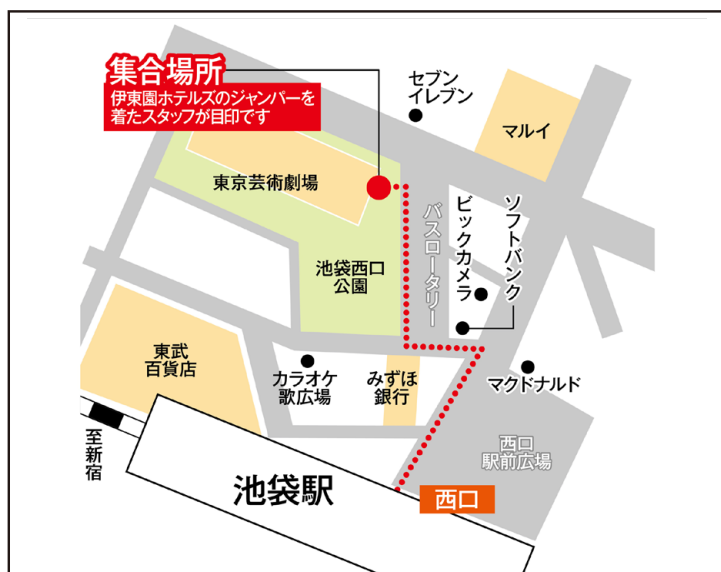 集合場所
伊東園ホテルズのジャンパーを
着たスタッフが目印です
セブン
イレブン
マルイ
東京芸術劇場
バスロータリー
ビックカメラ
ソフトバンク
池袋西口
公園
東武
百貨店
カラオケ
歌広場
みずほ
銀行
マクドナルド
西口
駅前広場
至新宿
池袋駅
西口